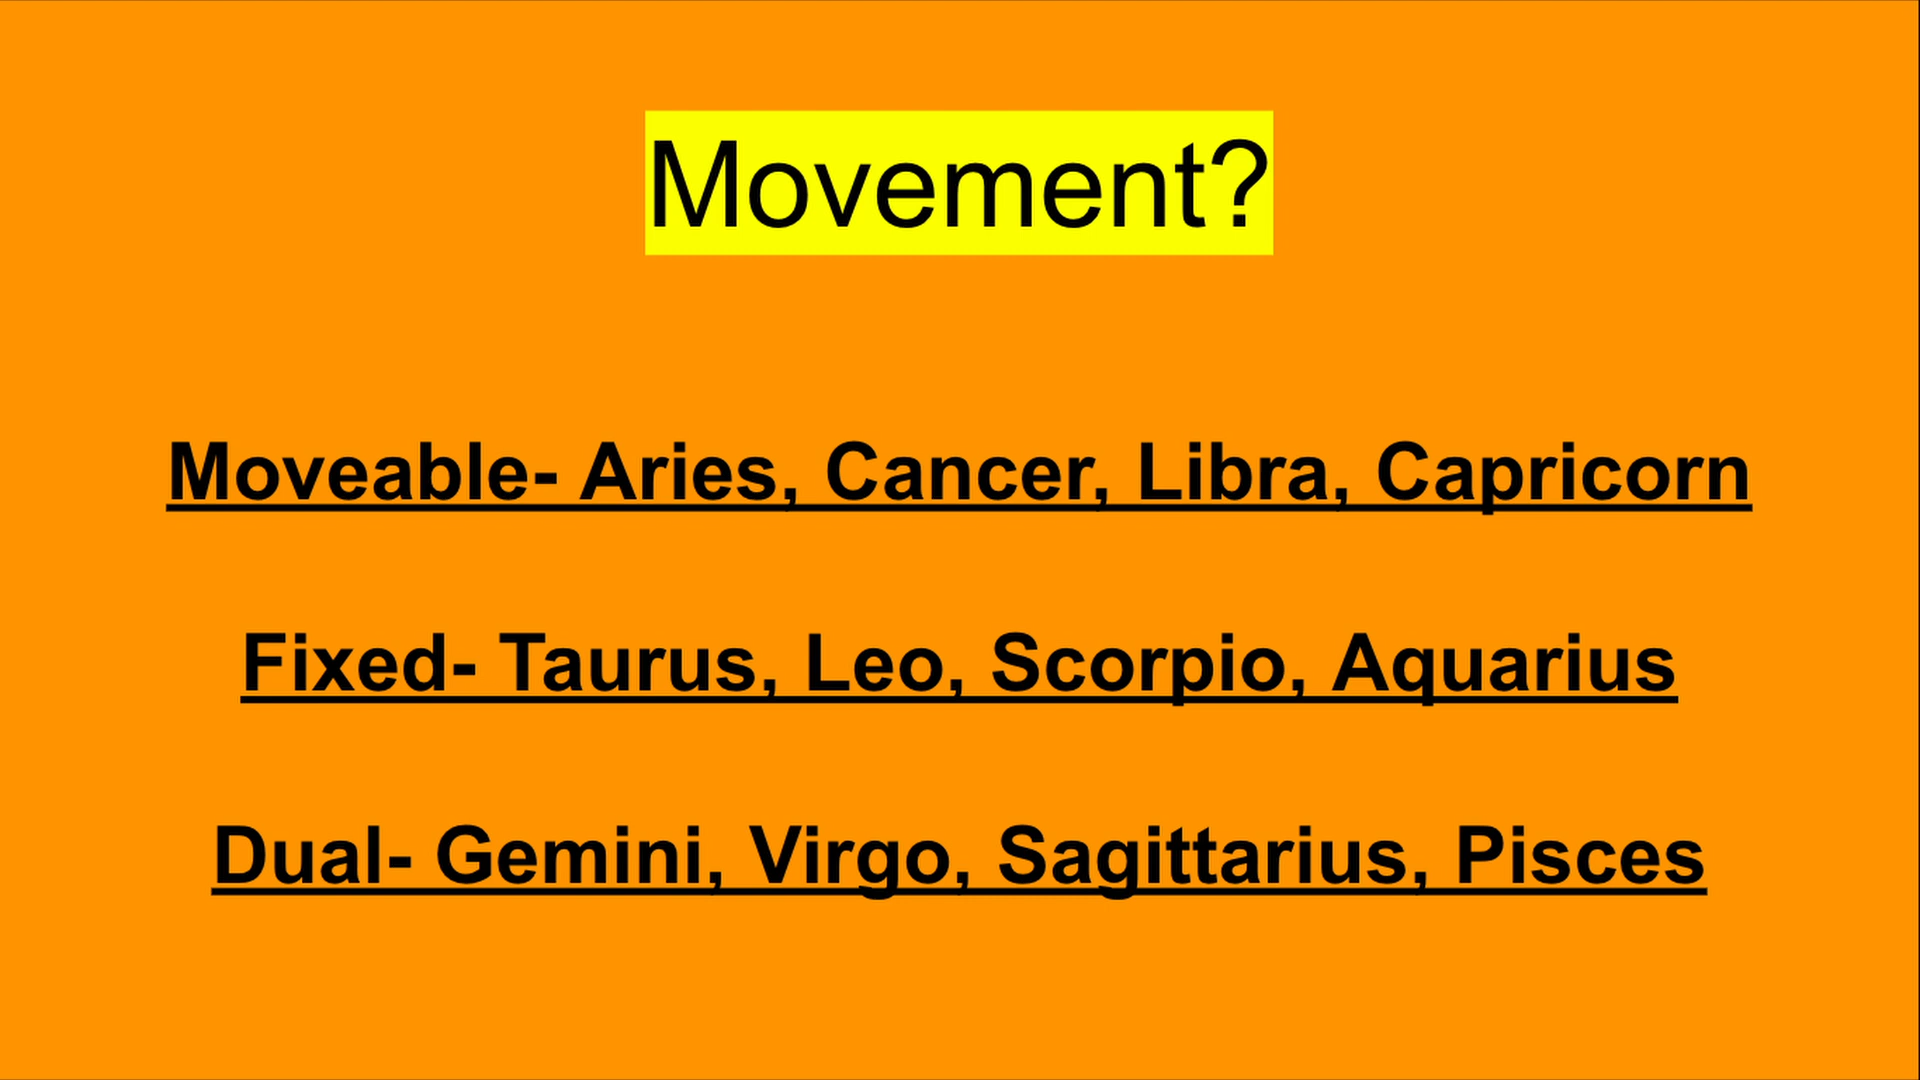 Movement?
Moveable- Aries, Cancer, Libra, Capricorn
Fixed- Taurus, Leo, Scorpio, Aquarius
Dual- Gemini, Virgo, Sagittarius, Pisces